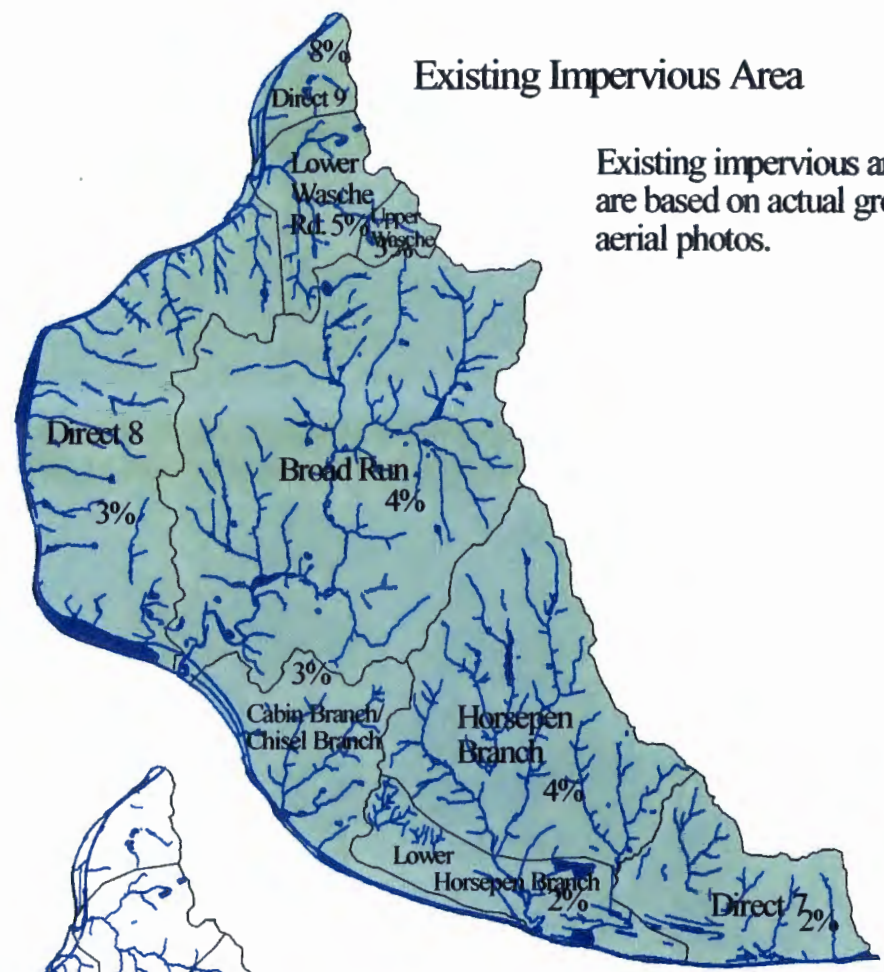 Existing Impervious Area
Existing impervious
are based on actual
aerial photos.
8%
Direct 9
Lower
Wasche
Rd. 5%
Upper
Wasche
Direct 8
3%
Broad Run
4%
3%
Cabin Branch/
Chisel Branch
Horsepen
Branch
4%
Lower
Horsepen Branch
2%
Direct 7
2%